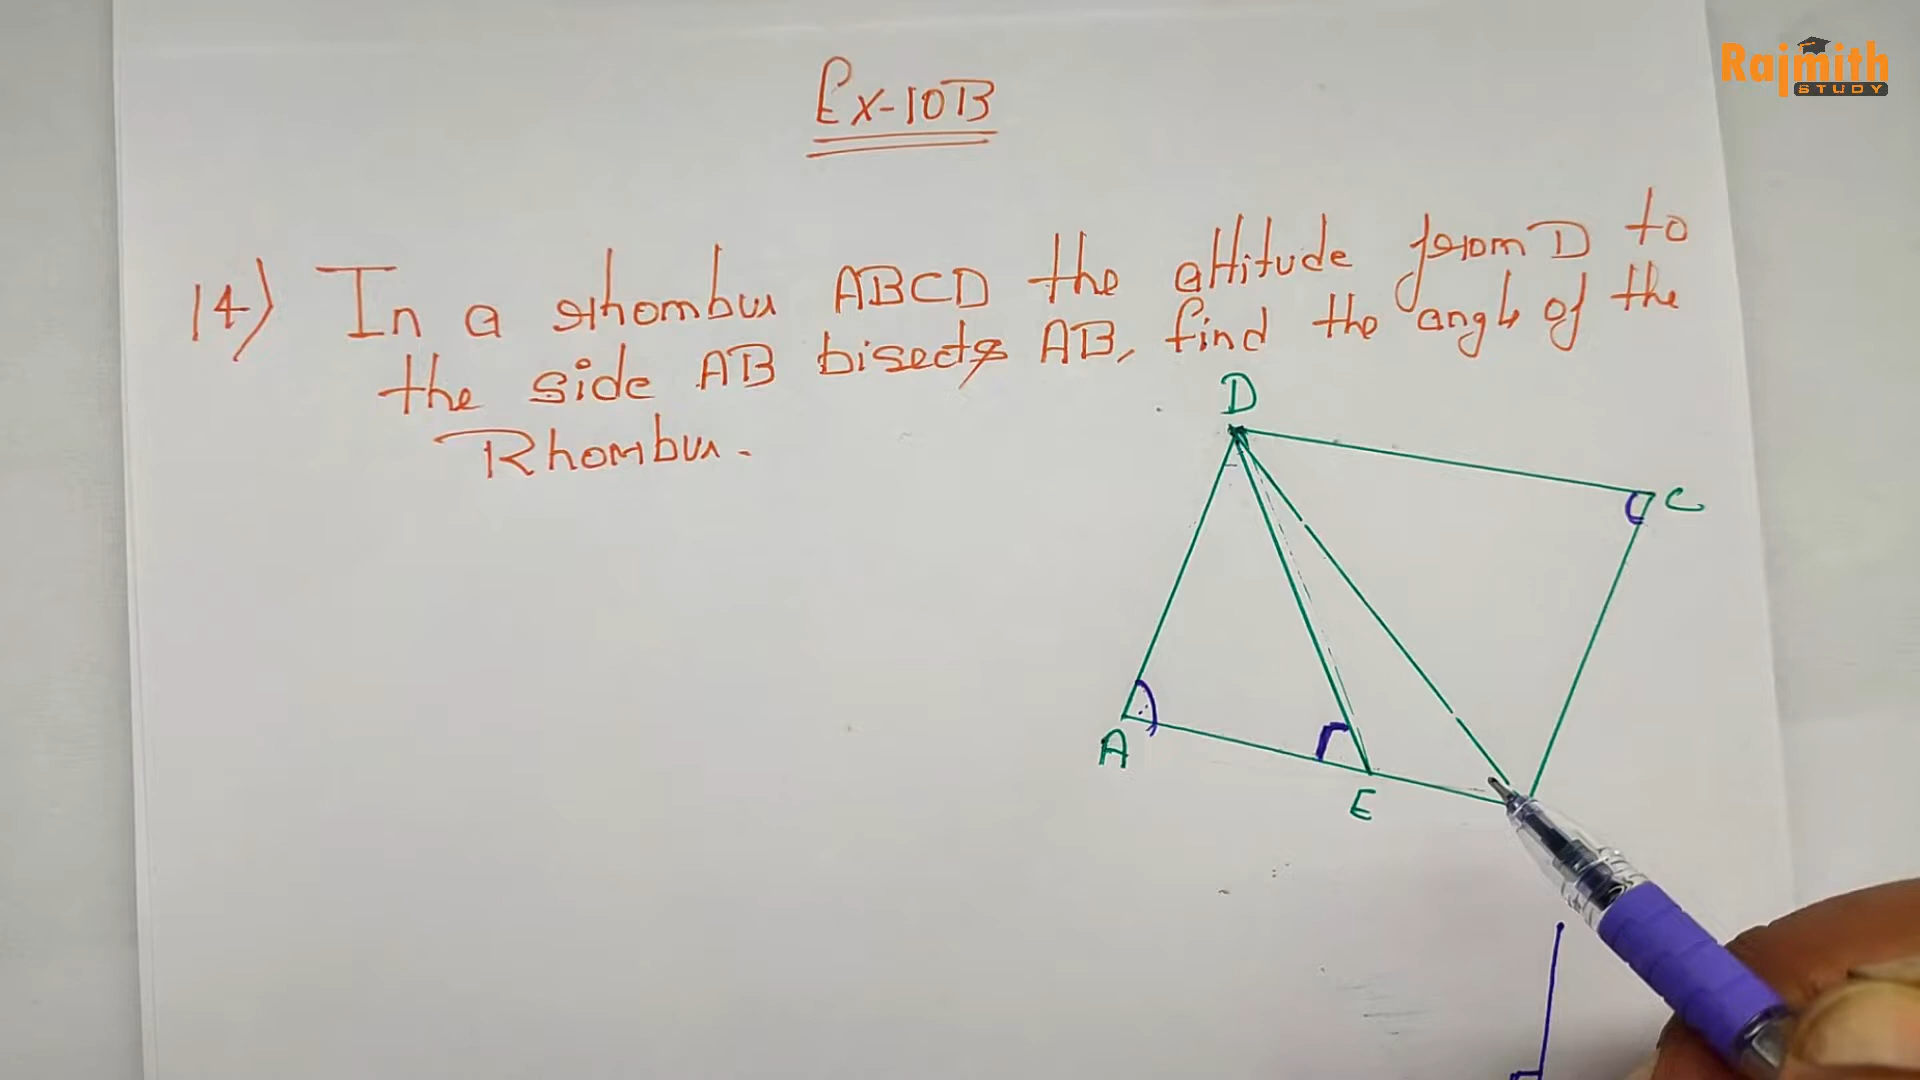 Rajmith
STUDY
Ex-10B
14) In a rhombus ABCD the altitude from D to
the side AB bisects AB, find the angle of the
Rhombus.
D
C
A
E